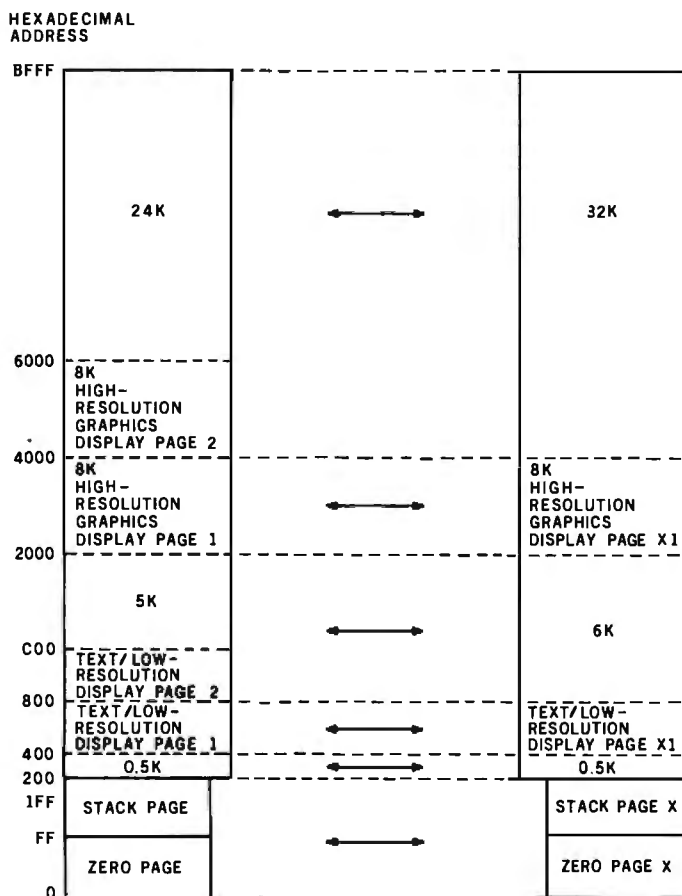 HEXADECIMAL
ADDRESS
BFFF
24K
32K
6000
8K
HIGH-
RESOLUTION
GRAPHICS
DISPLAY PAGE 2
4000
8K
HIGH-
RESOLUTION
GRAPHICS
DISPLAY PAGE 1
8K
HIGH-
RESOLUTION
GRAPHICS
DISPLAY PAGE X1
2000
5K
6K
C00
TEXT/LOW-
RESOLUTION
DISPLAY PAGE 2
800
TEXT/LOW-
RESOLUTION
DISPLAY PAGE 1
TEXT/LOW-
RESOLUTION
DISPLAY PAGE X1
400
0.5K
0.5K
200
1FF
STACK PAGE
STACK PAGE X
FF
ZERO PAGE
ZERO PAGE X
0